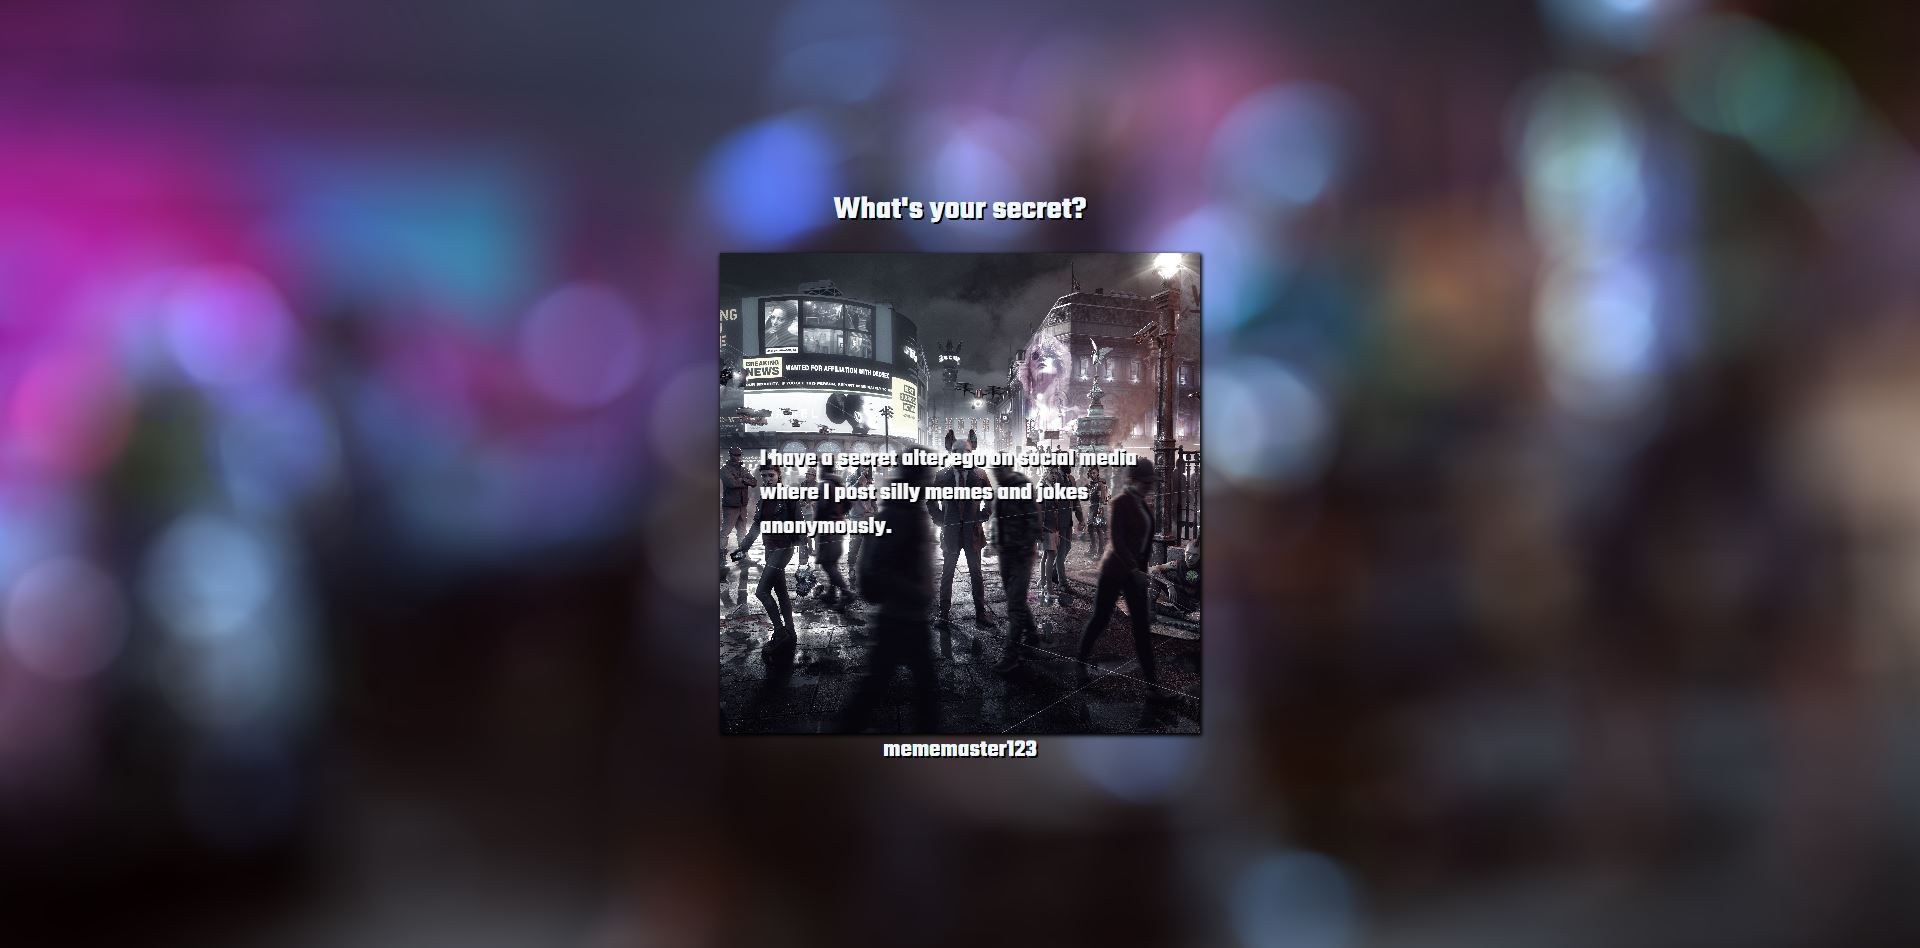 What's your secret?
NG
E
BREAKING
NEWS
WANTED FOR AFFILIATION WITH DEDSEC
I have a secret alter ego on social media
where I post silly memes and jokes
anonymously.
mememaster123